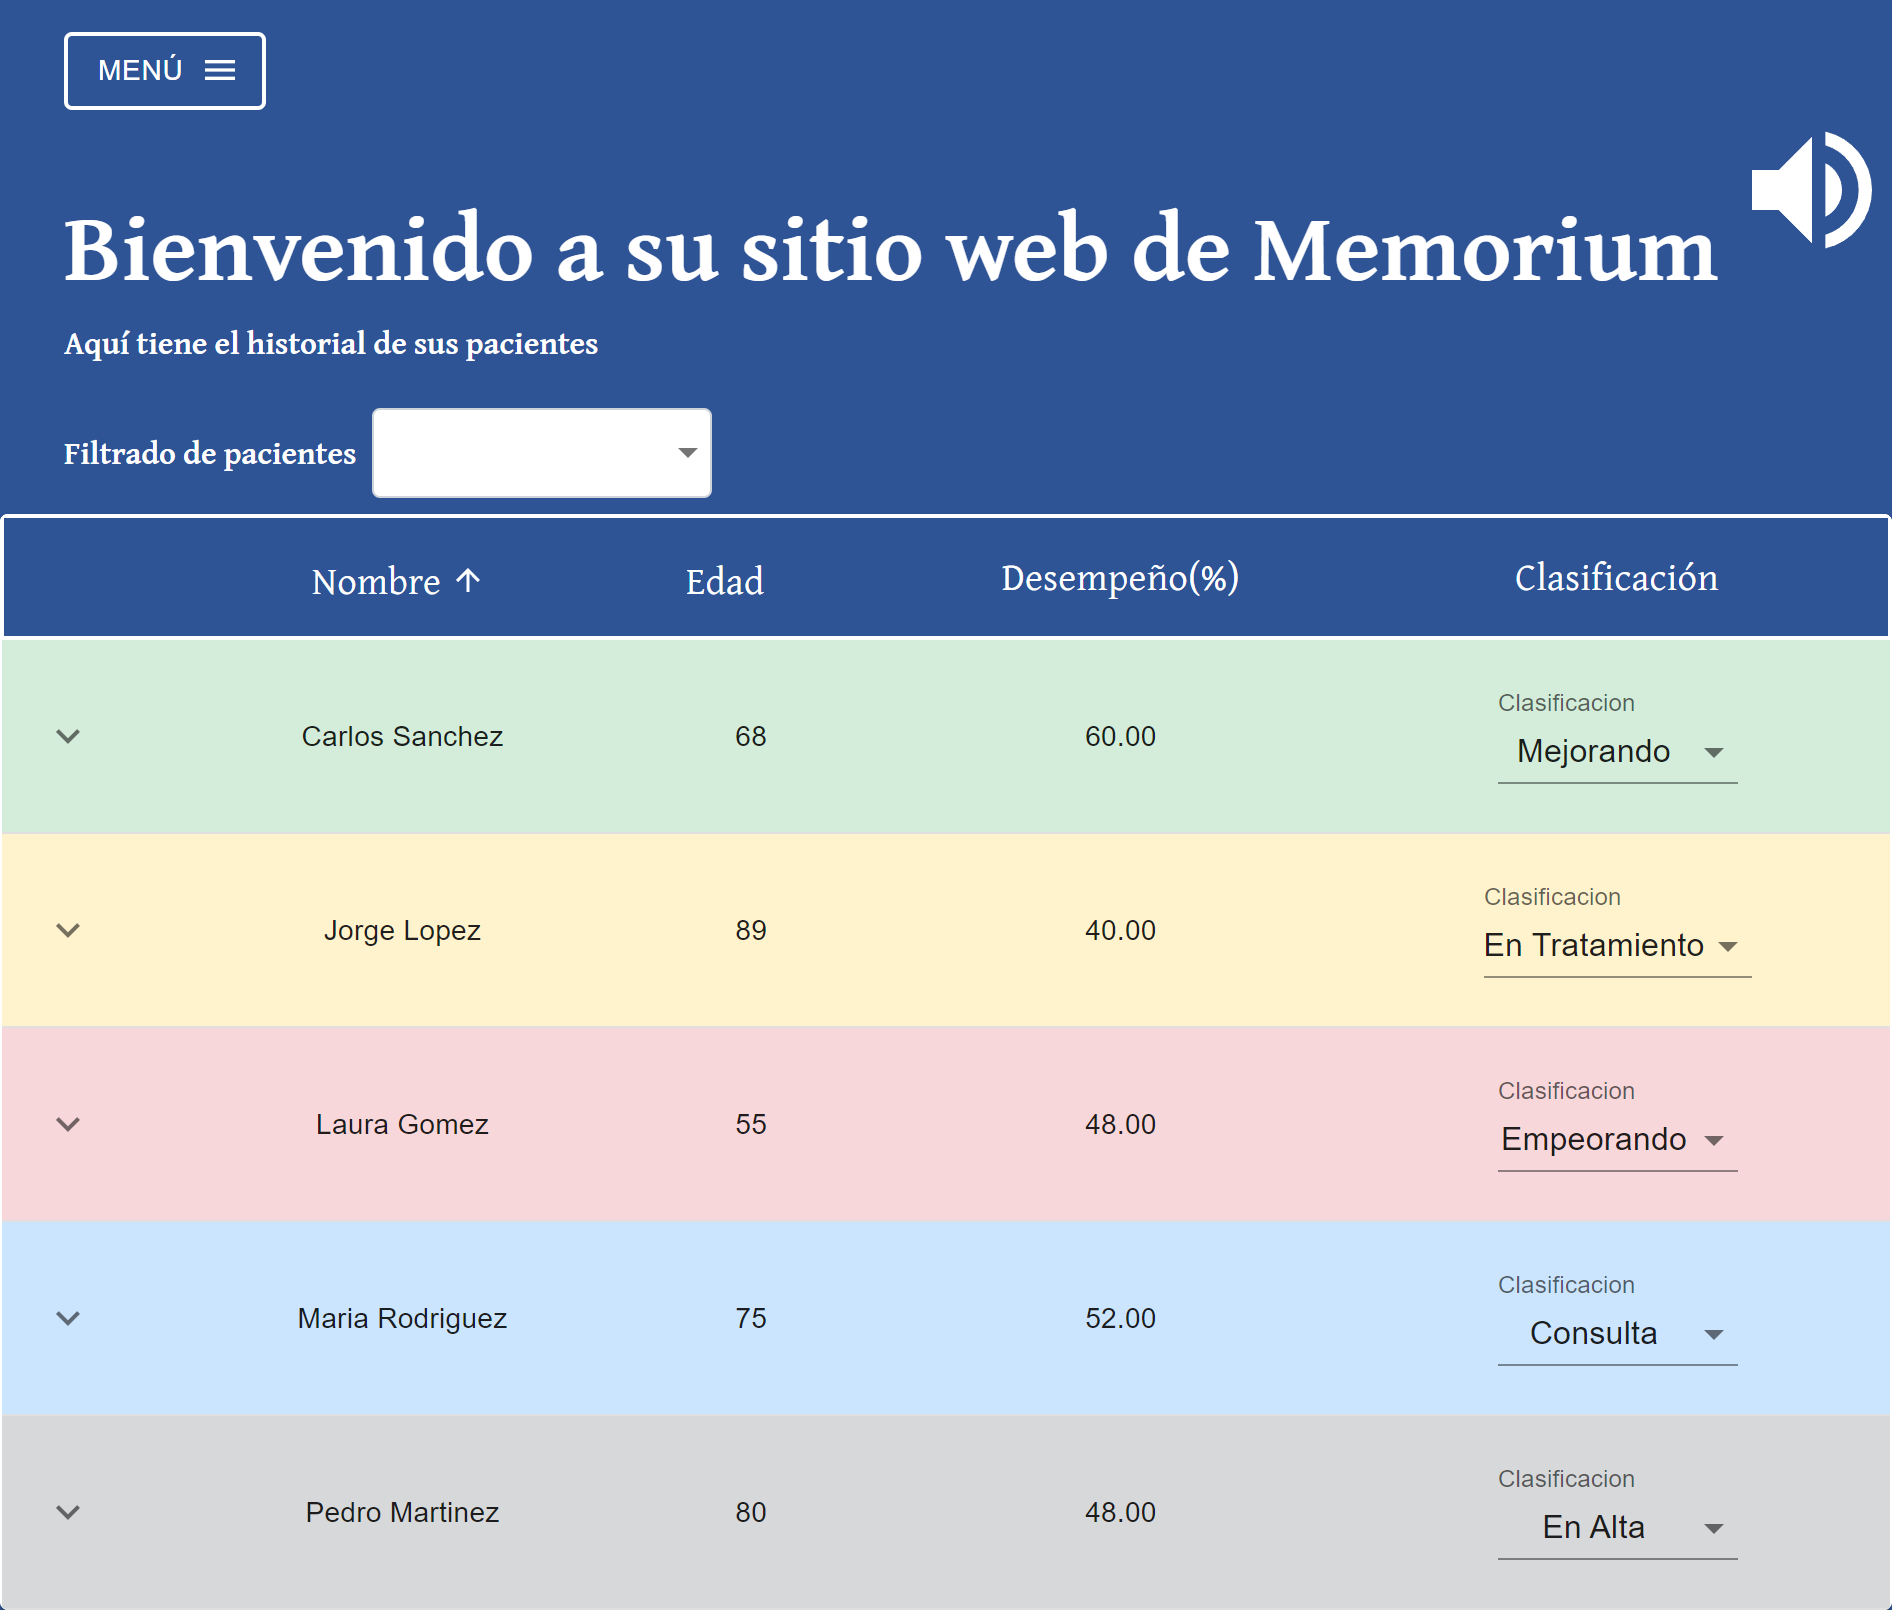 MENÚ
Bienvenido a su sitio web de Memorium
Aquí tiene el historial de sus pacientes
Filtrado de pacientes
Nombre Edad Desempeño(%) Clasificación
Clasificacion
Carlos Sanchez 68 60.00 Mejorando
Clasificacion
Jorge Lopez 89 40.00 En Tratamiento
Clasificacion
Laura Gomez 55 48.00 Empeorando
Clasificacion
Maria Rodriguez 75 52.00 Consulta
Clasificacion
Pedro Martinez 80 48.00 En Alta